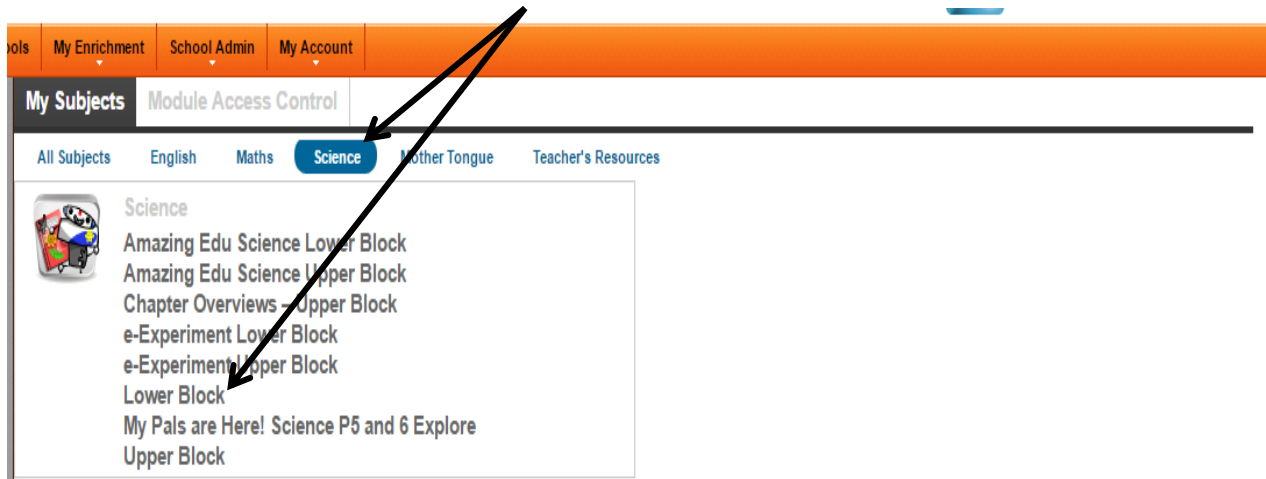 ools My Enrichment School Admin My Account
My Subjects Module Access Control
All Subjects English Maths Science Mother Tongue Teacher's Resources
Science
Amazing Edu Science Lower Block
Amazing Edu Science Upper Block
Chapter Overviews – Upper Block
e-Experiment Lower Block
e-Experiment Upper Block
Lower Block
My Pals are Here! Science P5 and 6 Explore
Upper Block